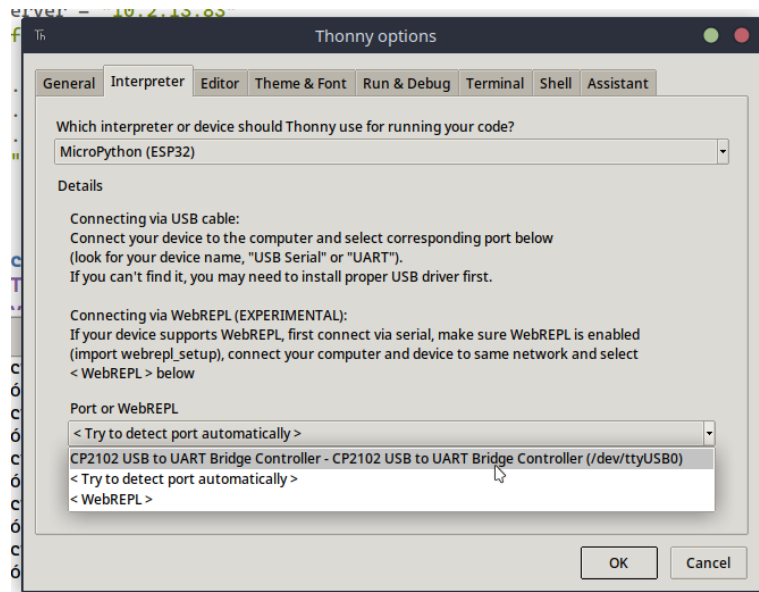 erver = "10.2.13.83"
Thonny options
General Interpreter Editor Theme & Font Run & Debug Terminal Shell Assistant
Which interpreter or device should Thonny use for running your code?
MicroPython (ESP32)
Details
Connecting via USB cable:
Connect your device to the computer and select corresponding port below
(look for your device name, "USB Serial" or "UART").
If you can't find it, you may need to install proper USB driver first.
Connecting via WebREPL (EXPERIMENTAL):
If your device supports WebREPL, first connect via serial, make sure WebREPL is enabled
(import webrepl_setup), connect your computer and device to same network and select
< WebREPL > below
Port or WebREPL
< Try to detect port automatically >
CP2102 USB to UART Bridge Controller - CP2102 USB to UART Bridge Controller (/dev/ttyUSB0)
< Try to detect port automatically >
< WebREPL >
OK Cancel